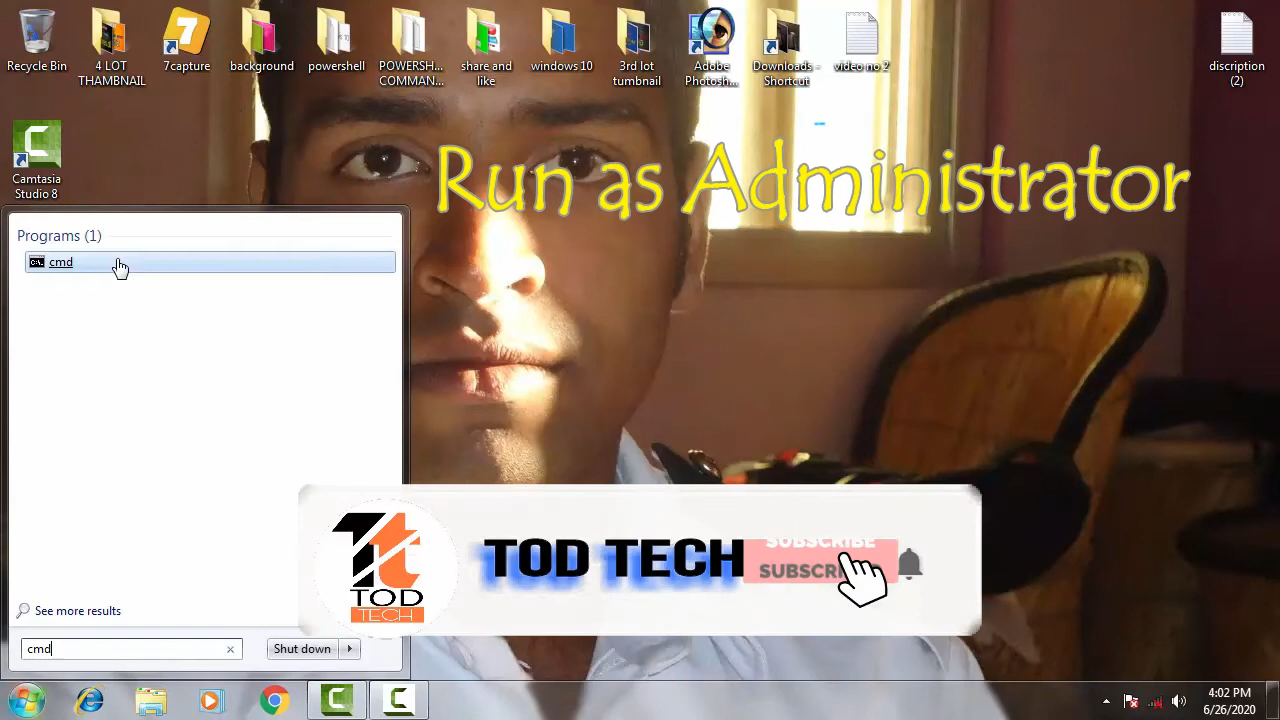 Recycle Bin
4 LOT
THAMNAIL
7capture
background
powershell
POWERSH...
COMMAN...
share and
like
windows 10
3rd lot
tumbnail
Adobe
Photosh...
Downloads -
Shortcut
video no 2
discription
(2)
Camtasia
Studio 8
Run as Administrator
Programs (1)
cmd
TOD TECH
SUBSCRIBE
SUBSCRI
TOD
TECH
See more results
cmd
Shut down
4:02 PM
6/26/2020